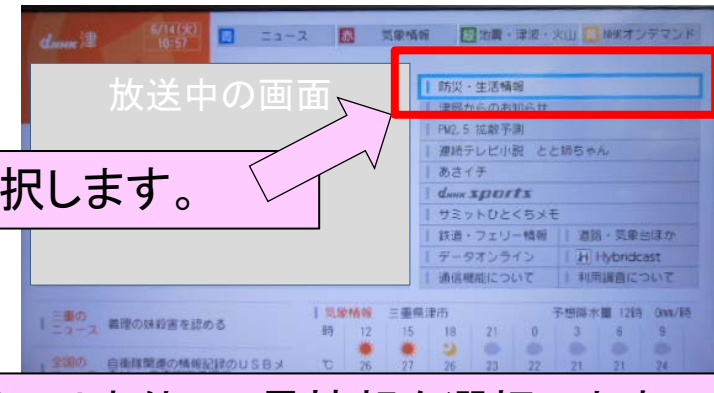 dNHK 津 6/14(火) 10:57 青 ニュース 赤 気象情報 緑 地震・津波・火山 黄 NHKオンデマンド
放送中の画面
防災・生活情報
津局からのお知らせ
PM2.5 拡散予測
連続テレビ小説 とと姉ちゃん
あさイチ
dNHK sports
サミットひとくちメモ
鉄道・フェリー情報 道路・気象台ほか
データオンライン H Hybridcast
通信機能について 利用調査について
択します。
三重のニュース 義理の妹殺害を認める
気象情報 三重県津市 予想降水量 12時 0mm/時
時 12 15 18 21 0 3 6 9
全国の 自衛隊関連の情報記録のUSBメ
℃ 26 27 26 23 22 21 21 24